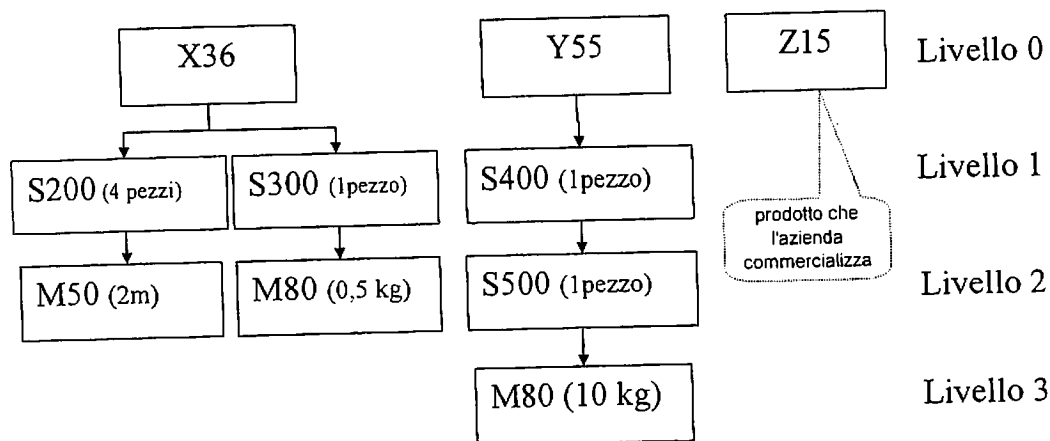 X36
Y55
Z15
Livello 0
S200 (4 pezzi)
S300 (1pezzo)
S400 (1pezzo)
Livello 1
prodotto che
l'azienda
commercializza
M50 (2m)
M80 (0,5 kg)
S500 (1pezzo)
Livello 2
M80 (10 kg)
Livello 3